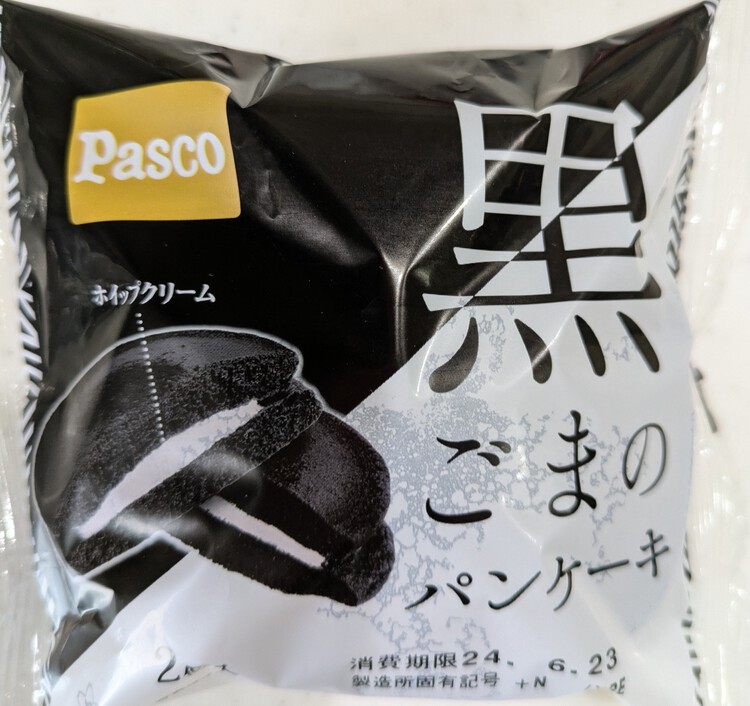 Pasco
ホイップクリーム
黒
ごまの
パンケーキ
消費期限24. 6.23
製造所固有記号 +N